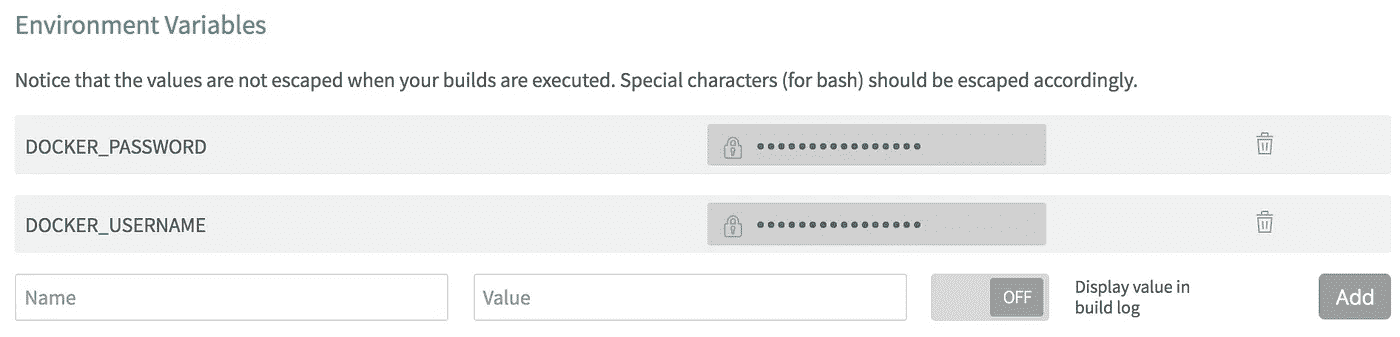 Environment Variables
Notice that the values are not escaped when your builds are executed. Special characters (for bash) should be escaped accordingly.
DOCKER_PASSWORD ••••••••••••••••
DOCKER_USERNAME ••••••••••••••••
Name Value OFF Display value in
build log Add